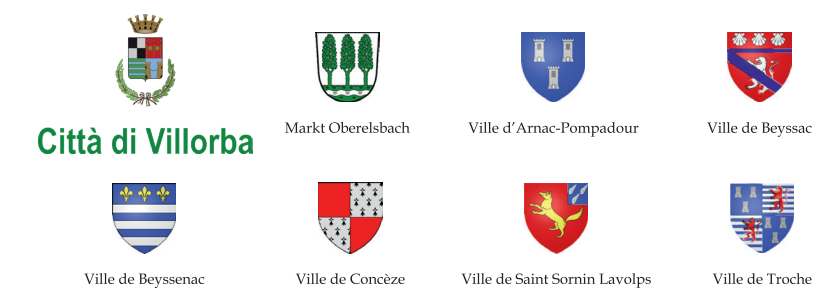 Città di Villorba
Markt Oberelsbach
Ville d’Arnac-Pompadour
Ville de Beyssac
Ville de Beyssenac
Ville de Concèze
Ville de Saint Sornin Lavolps
Ville de Troche